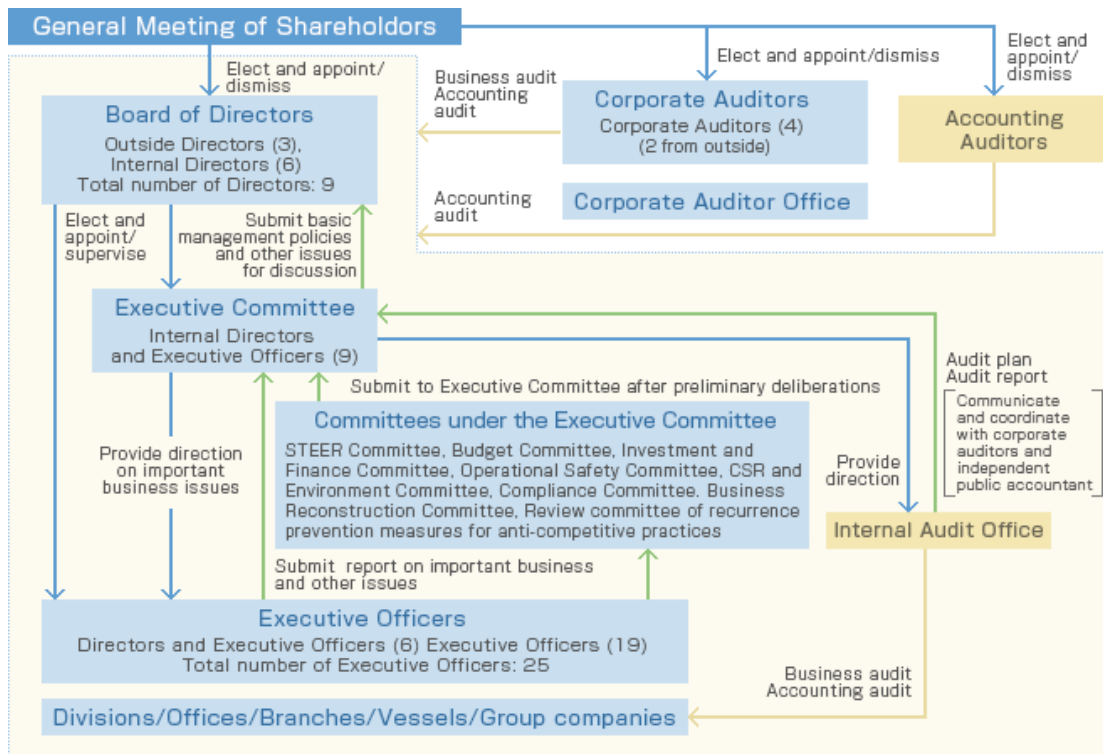 General Meeting of Shareholdors
Elect and appoint/
dismiss
Elect and appoint/dismiss
Elect and
appoint/
dismiss
Business audit
Accounting
audit
Board of Directors
Outside Directors (3),
Internal Directors (6)
Total number of Directors: 9
Corporate Auditors
Corporate Auditors (4)
(2 from outside)
Accounting
Auditors
Corporate Auditor Office
Accounting
audit
Elect and
appoint/
supervise
Submit basic
management policies
and other issues
for discussion
Executive Committee
Internal Directors
and Executive Officers (9)
Audit plan
Audit report
Communicate
and coordinate
with corporate
auditors and
independent
public accountant
Submit to Executive Committee after preliminary deliberations
Committees under the Executive Committee
STEER Committee, Budget Committee, Investment and
Finance Committee, Operational Safety Committee, CSR and
Environment Committee, Compliance Committee. Business
Reconstruction Committee, Review committee of recurrence
prevention measures for anti-competitive practices
Provide direction
on important
business issues
Provide
direction
Internal Audit Office
Submit report on important business
and other issues
Executive Officers
Directors and Executive Officers (6) Executive Officers (19)
Total number of Executive Officers: 25
Business audit
Accounting audit
Divisions/Offices/Branches/Vessels/Group companies